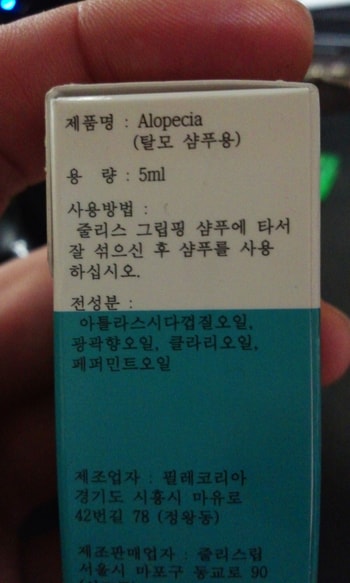 제품명 : Alopecia
(탈모 샴푸용)
용 량 : 5ml
사용방법 :
줄리스 그립핑 샴푸에 타서
잘 섞으신 후 샴푸를 사용
하십시오.
전성분 :
아틀라스시다껍질오일,
광곽향오일, 클라리오일,
페퍼민트오일
제조업자 : 필레코리아
경기도 시흥시 마유로
42번길 78 (정왕동)
제조판매업자 : 줄리스팁
서울시 마포구 동교로 90